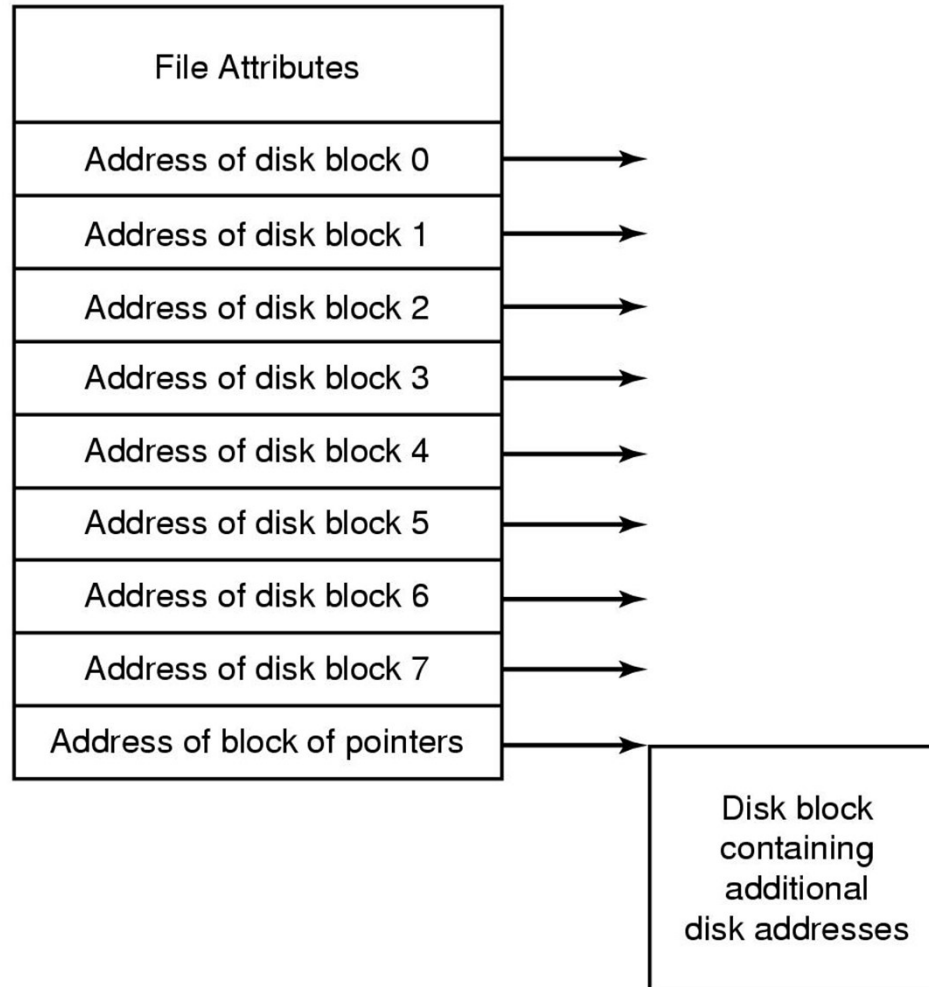 File Attributes
Address of disk block 0
Address of disk block 1
Address of disk block 2
Address of disk block 3
Address of disk block 4
Address of disk block 5
Address of disk block 6
Address of disk block 7
Address of block of pointers
Disk block
containing
additional
disk addresses